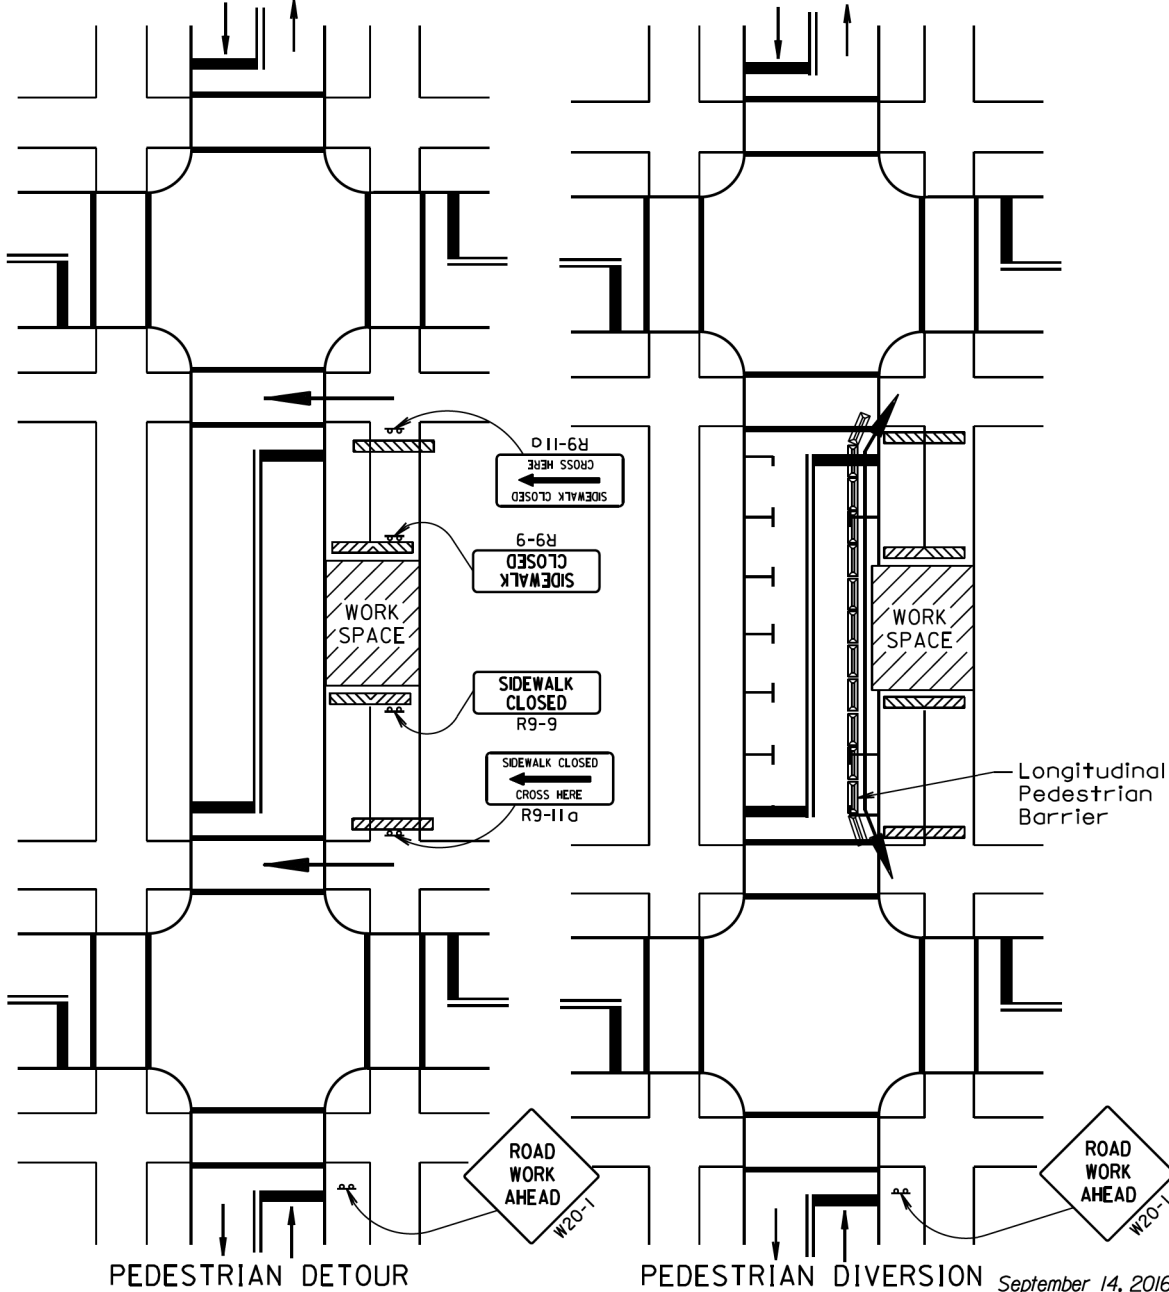 R9-11a
CROSS HERE
SIDEWALK CLOSED
R9-9
SIDEWALK
CLOSED
WORK
SPACE
SIDEWALK
CLOSED
R9-9
SIDEWALK CLOSED
CROSS HERE
R9-11a
WORK
SPACE
Longitudinal
Pedestrian
Barrier
ROAD
WORK
AHEAD
W20-1
ROAD
WORK
AHEAD
W20-1
PEDESTRIAN DETOUR
PEDESTRIAN DIVERSION
September 14, 2016